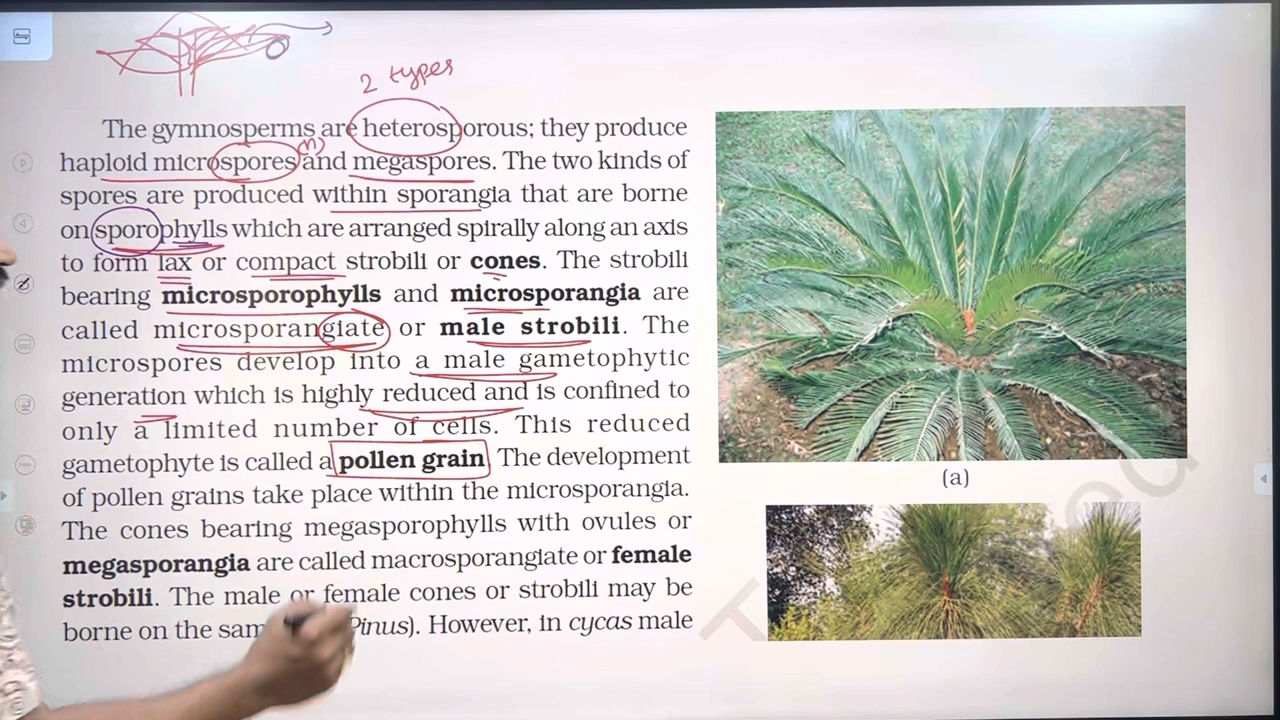 2 types
The gymnosperms are heterosporous; they produce
haploid microspores (n) and megaspores. The two kinds of
spores are produced within sporangia that are borne
on sporophylls which are arranged spirally along an axis
to form lax or compact strobili or cones. The strobili
bearing microsporophylls and microsporangia are
called microsporangiate or male strobili. The
microspores develop into a male gametophytic
generation which is highly reduced and is confined to
only a limited number of cells. This reduced
gametophyte is called a pollen grain. The development
of pollen grains take place within the microsporangia.
The cones bearing megasporophylls with ovules or
megasporangia are called macrosporangiate or female
strobili. The male or female cones or strobili may be
borne on the sam Pinus). However, in cycas male
(a)